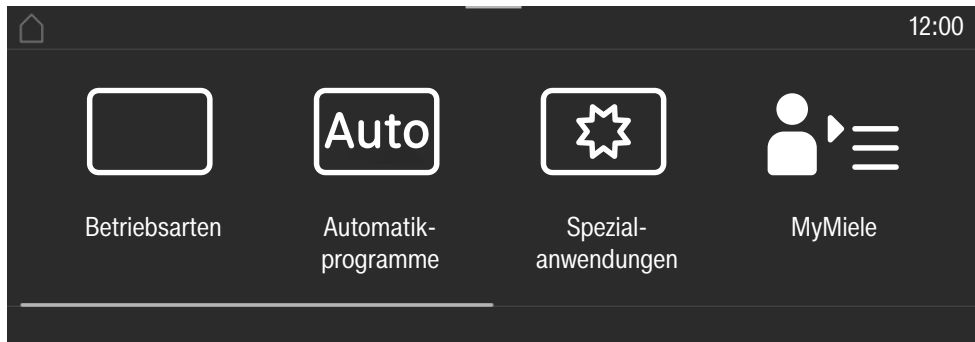 12:00
Auto
Betriebsarten
Automatik-
programme
Spezial-
anwendungen
MyMiele